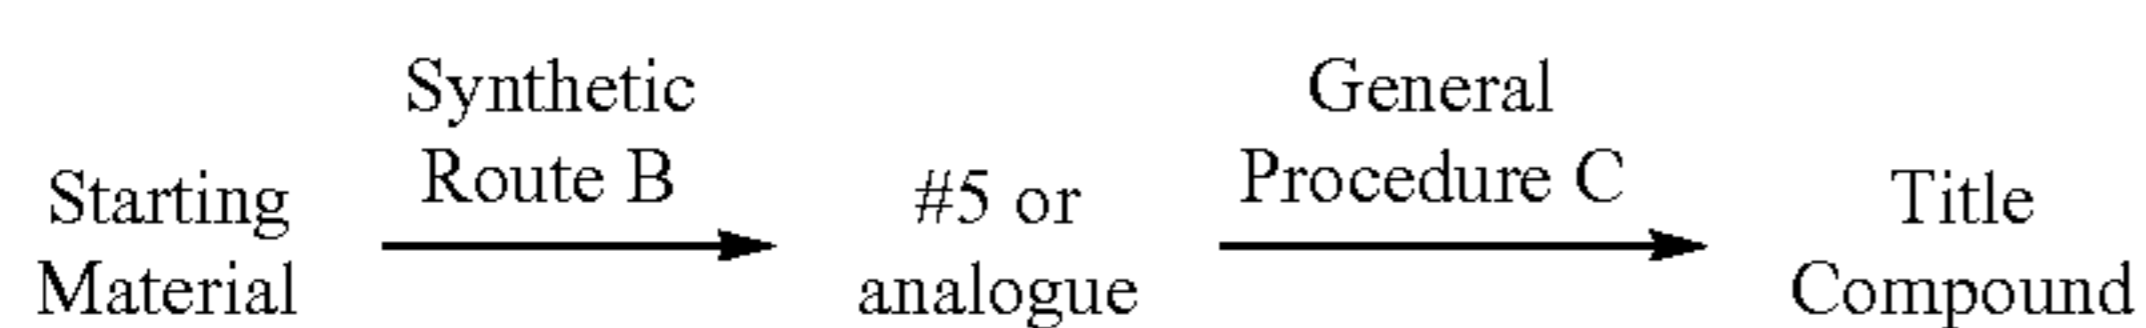 Starting
Material
Synthetic
Route B
#5 or
analogue
General
Procedure C
Title
Compound